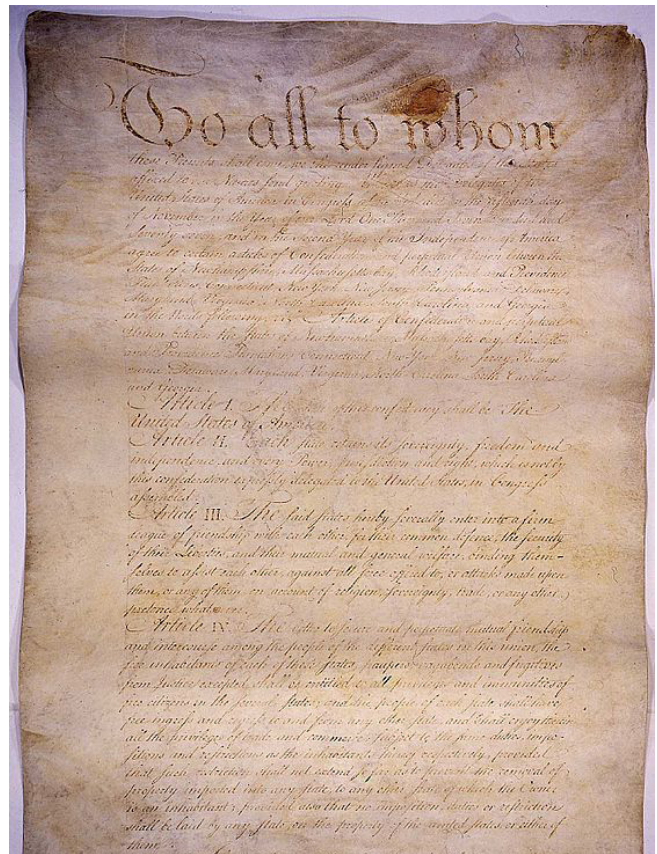 To all to whom
these Presents shall come, we the under signed Delegates of the States
affixed to our Names send greeting. Whereas the Delegates of the
United States of America in Congress assembled did on the fifteenth day
of November in the Year of our Lord One Thousand Seven Hundred and
Seventy seven, and in the Second Year of the Independence of America
agree to certain articles of Confederation and perpetual Union between the
States of Newhampshire, Massachusetts-bay, Rhodeisland and Providence
Plantations, Connecticut, New York, New Jersey, Pennsylvania, Delaware,
Maryland, Virginia, North Carolina, South Carolina and Georgia
in the Words following, viz. Articles of Confederation and perpetual
Union between the States of Newhampshire, Massachusetts-bay, Rhodeisland
and Providence Plantations, Connecticut, New York, New Jersey, Pennsyl-
vania, Delaware, Maryland, Virginia, North Carolina, South Carolina
and Georgia.
Article I. The Stile of this confederacy shall be The
United States of America.
Article II. Each state retains its sovereignty, freedom and
independence, and every Power, Jurisdiction and right, which is not by
this confederation expressly delegated to the United States, in Congress
assembled.
Article III. The said states hereby severally enter into a firm
league of friendship with each other, for their common defence, the security
of their Liberties, and their mutual and general welfare, binding them-
selves to assist each other, against all force offered to, or attacks made upon
them, or any of them, on account of religion, sovereignty, trade, or any other
pretence whatever.
Article IV. The better to secure and perpetuate mutual friendship
and intercourse among the people of the different states in this union, the
free inhabitants of each of these states, paupers, vagabonds and fugitives
from Justice excepted, shall be entitled to all privileges and immunities of
free citizens in the several states; and the people of each state shall have
free ingress and regress to and from any other state, and shall enjoy therein
all the privileges of trade and commerce, subject to the same duties, impo-
sitions and restrictions as the inhabitants thereof respectively, provided
that such restriction shall not extend so far as to prevent the removal of
property imported into any state, to any other state of which the Owner
is an inhabitant; provided also that no imposition, duties or restriction
shall be laid by any state, on the property of the united states, or either of
them.